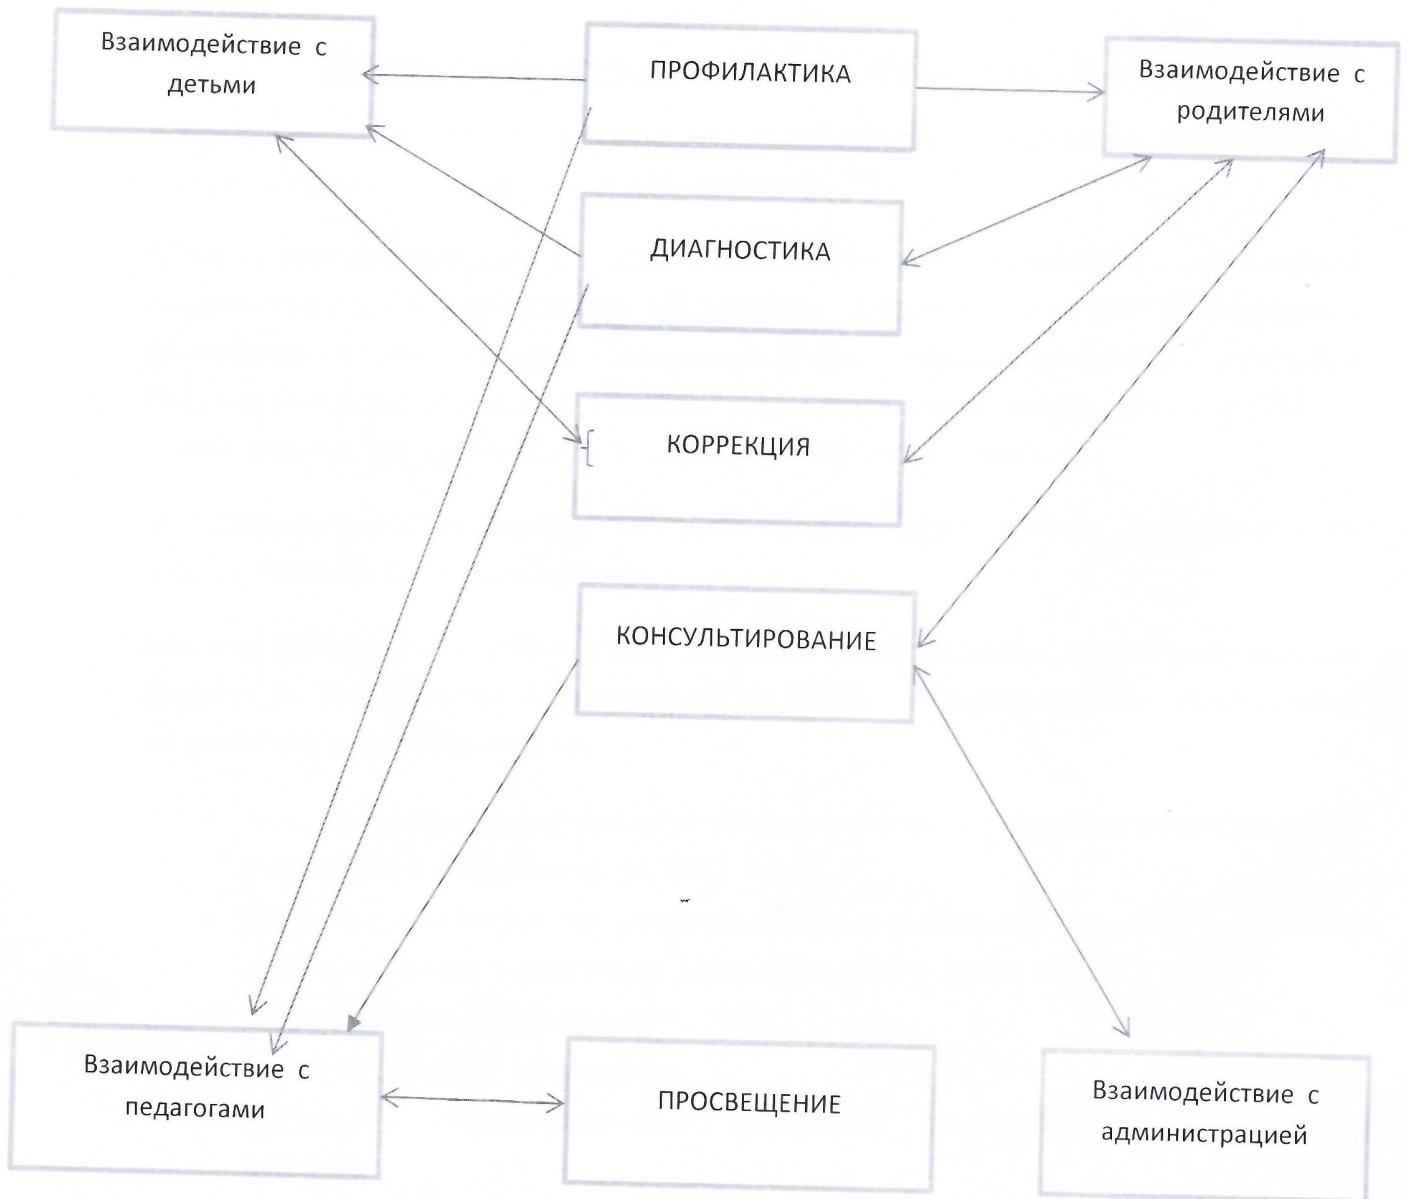 Взаимодействие с
детьми
ПРОФИЛАКТИКА
Взаимодействие с
родителями
ДИАГНОСТИКА
КОРРЕКЦИЯ
КОНСУЛЬТИРОВАНИЕ
Взаимодействие с
педагогами
ПРОСВЕЩЕНИЕ
Взаимодействие с
администрацией